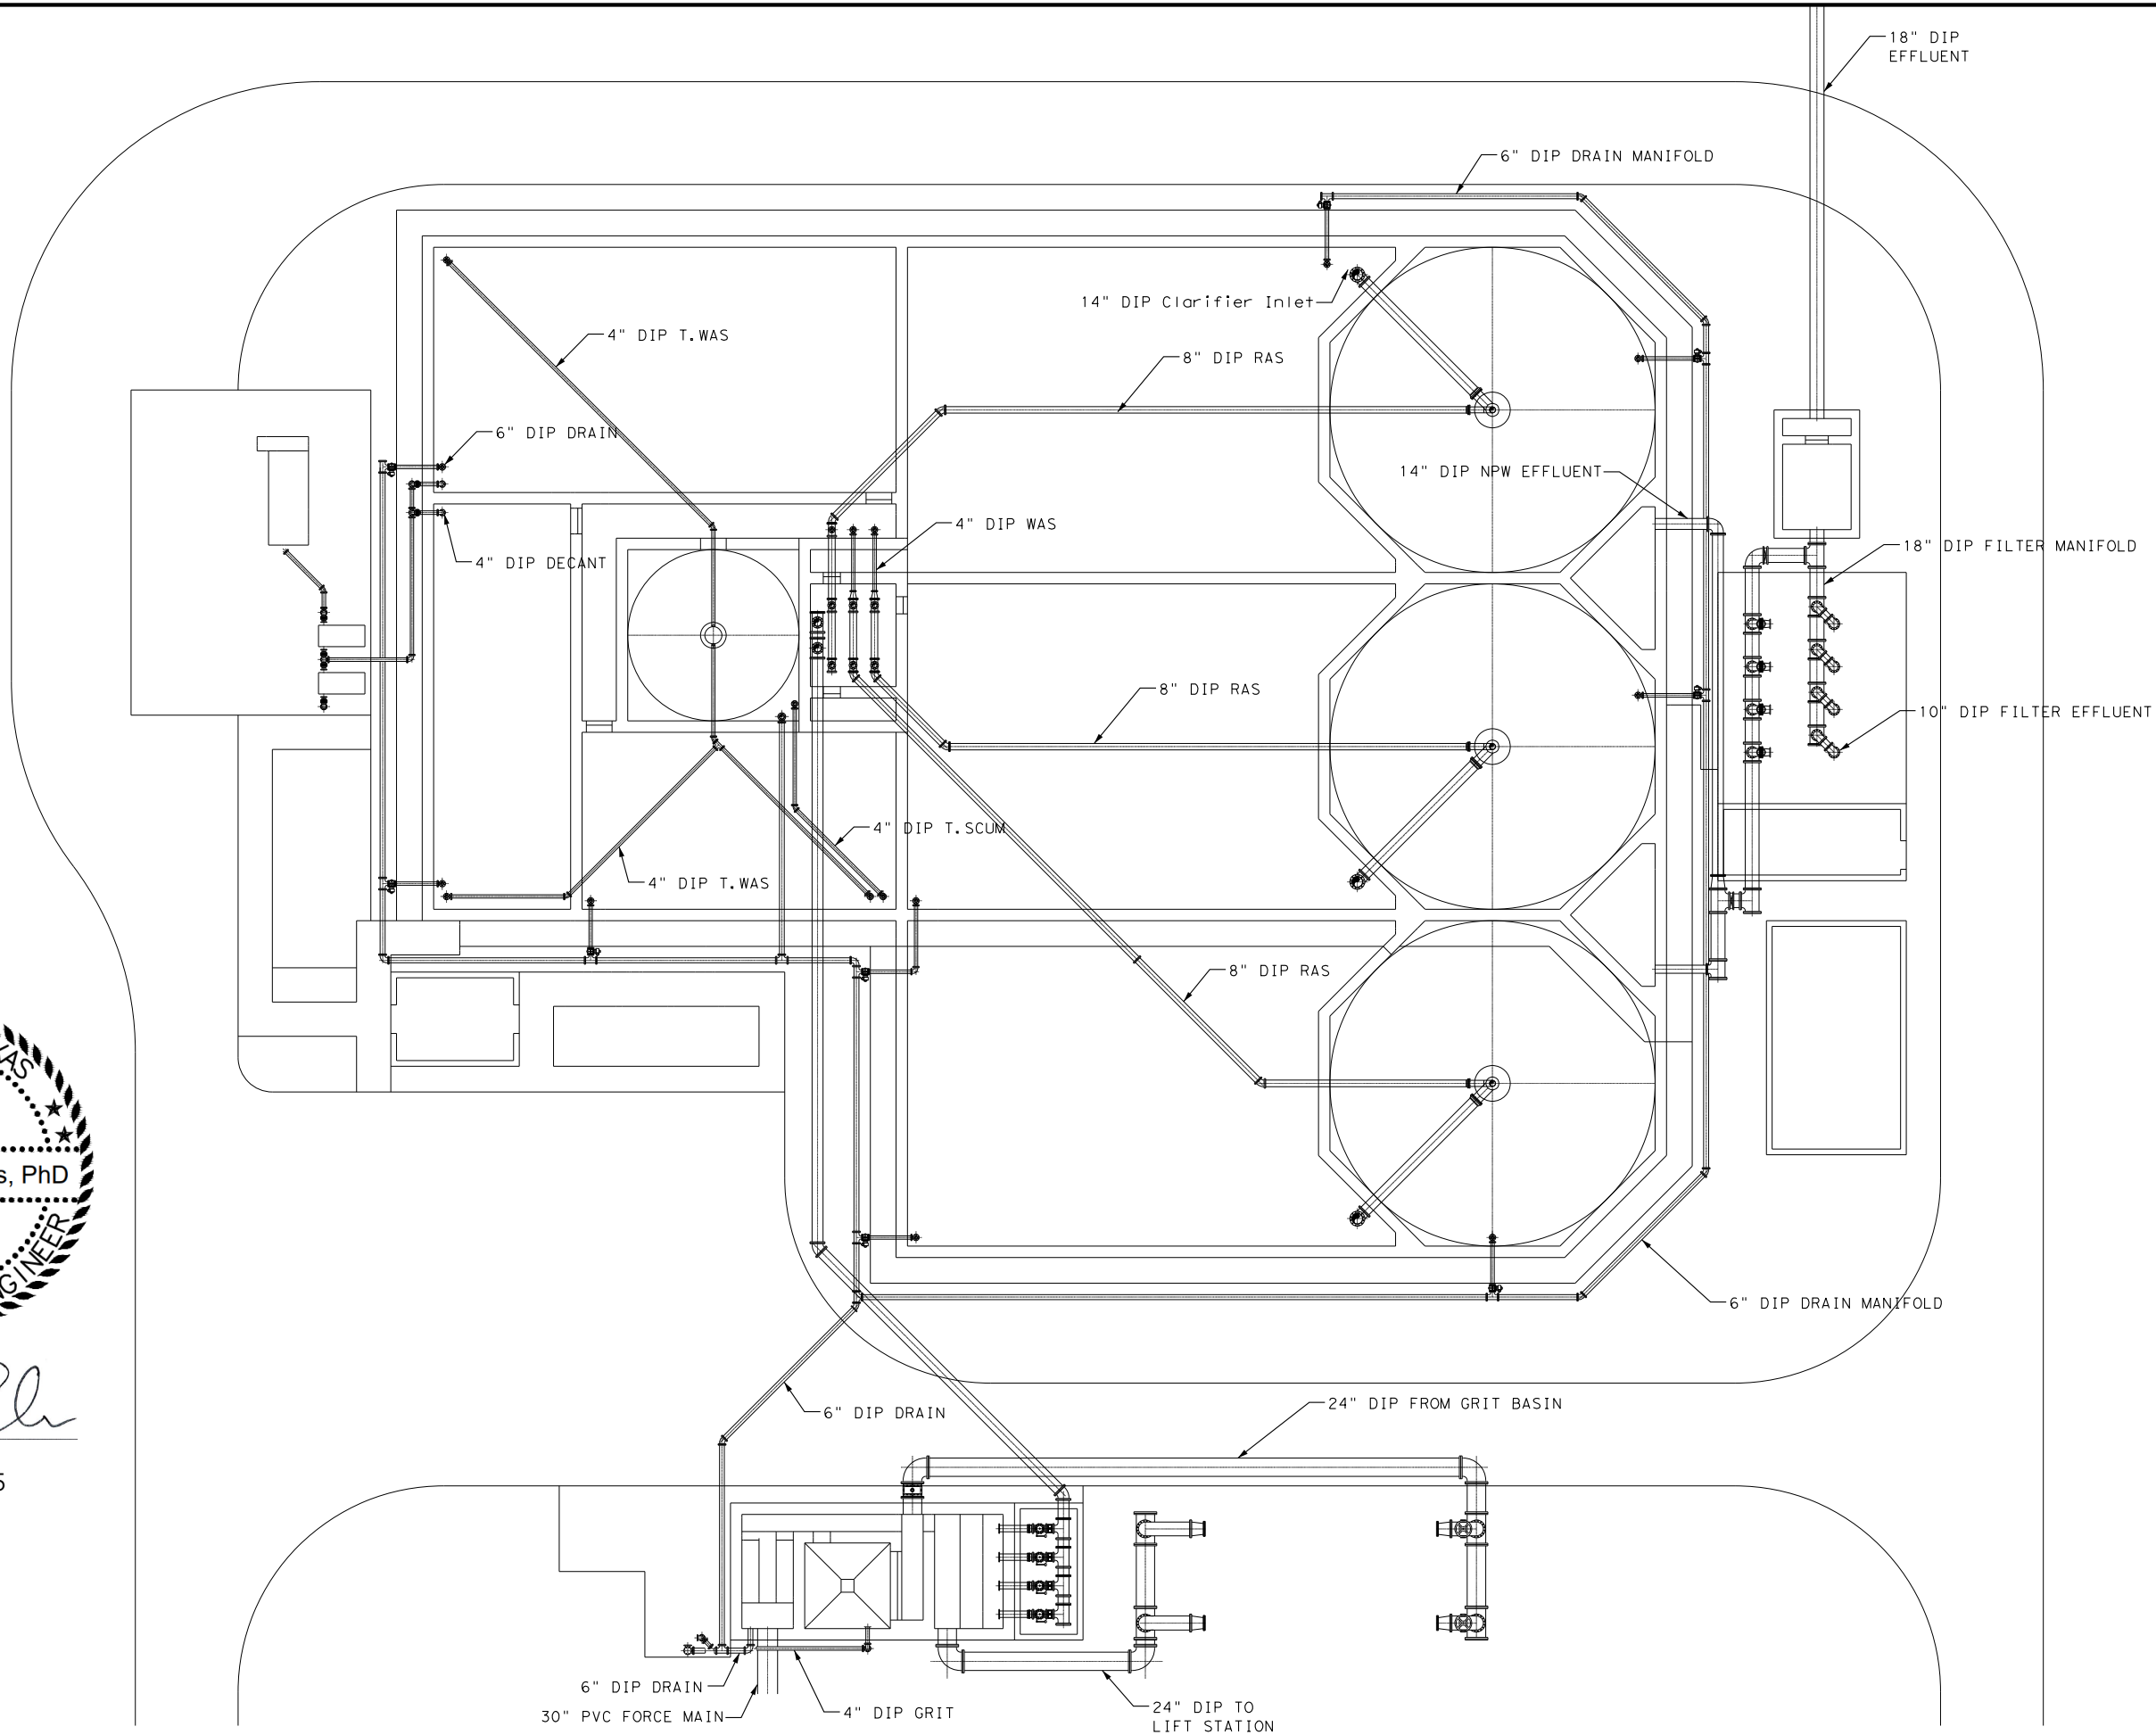 18" DIP
EFFLUENT
6" DIP DRAIN MANIFOLD
14" DIP Clarifier Inlet
4" DIP T.WAS
8" DIP RAS
6" DIP DRAIN
14" DIP NPW EFFLUENT
4" DIP WAS
18" DIP FILTER MANIFOLD
4" DIP DECANT
8" DIP RAS
10" DIP FILTER EFFLUENT
4" DIP T.SCUM
4" DIP T.WAS
8" DIP RAS
s, PhD
6" DIP DRAIN MANIFOLD
24" DIP FROM GRIT BASIN
6" DIP DRAIN
5
6" DIP DRAIN
30" PVC FORCE MAIN
4" DIP GRIT
24" DIP TO
LIFT STATION